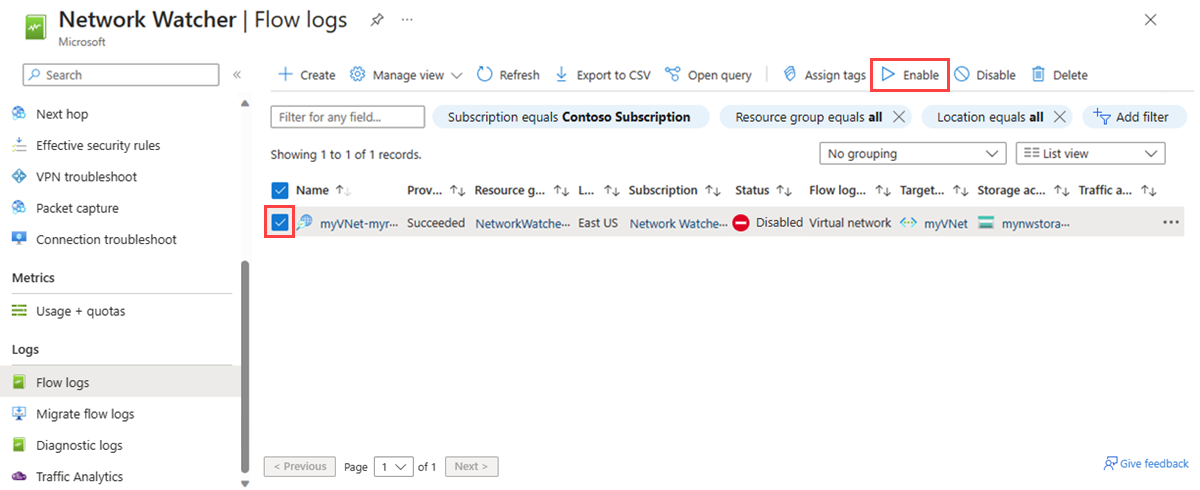 Network Watcher | Flow logs
Microsoft
Search
Next hop
Effective security rules
VPN troubleshoot
Packet capture
Connection troubleshoot
Metrics
Usage + quotas
Logs
Flow logs
Migrate flow logs
Diagnostic logs
Traffic Analytics
Create Manage view Refresh Export to CSV Open query Assign tags Enable Disable Delete
Filter for any field... Subscription equals Contoso Subscription Resource group equals all Location equals all Add filter
Showing 1 to 1 of 1 records. No grouping List view
Name Prov... Resource g... L... Subscription Status Flow log... Target... Storage ac... Traffic a...
myVNet-myr... Succeeded NetworkWatche... East US Network Watche... Disabled Virtual network myVNet mynwstora...
< Previous Page 1 of 1 Next >
Give feedback